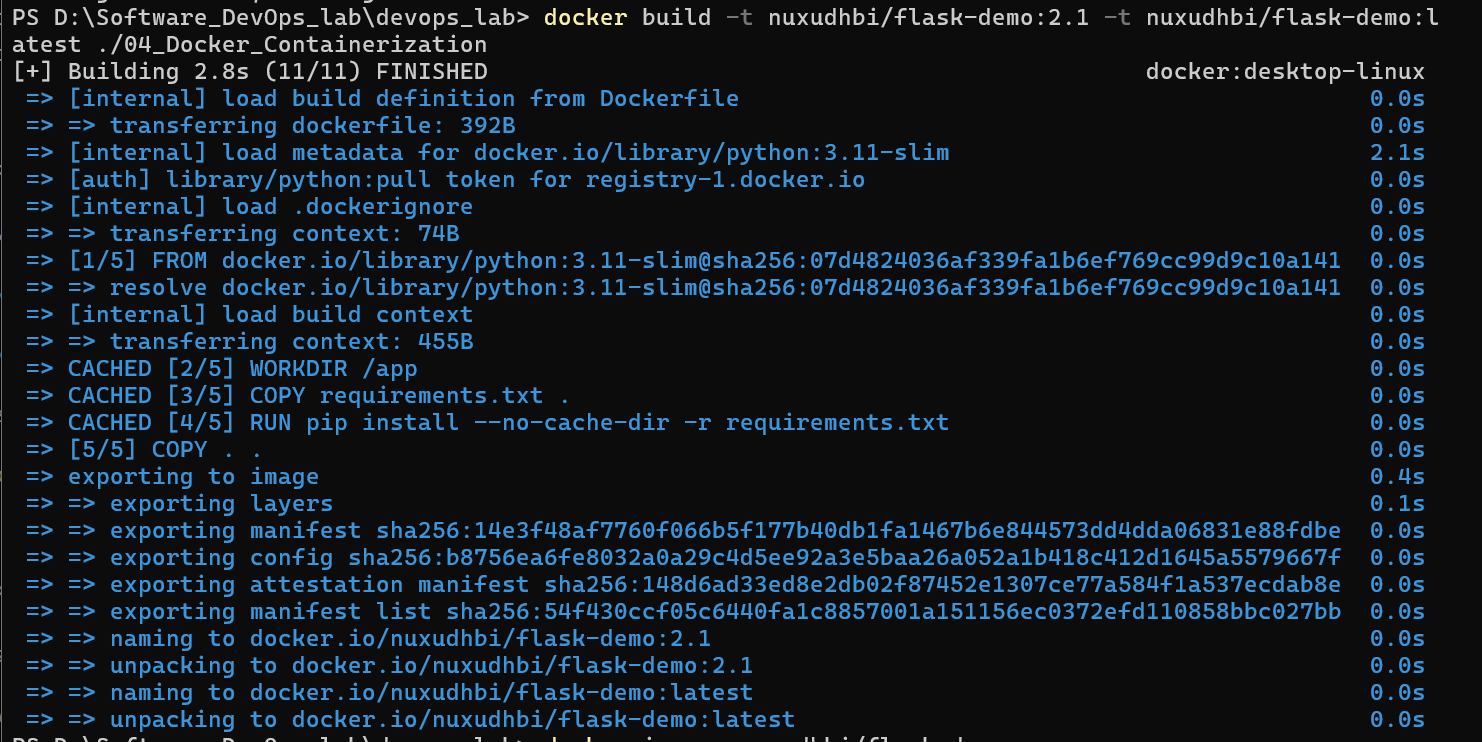 PS D:\Software_DevOps_lab\devops_lab> docker build -t nuxudhbi/flask-demo:2.1 -t nuxudhbi/flask-demo:l
atest ./04_Docker_Containerization
[+] Building 2.8s (11/11) FINISHED docker:desktop-linux
=> [internal] load build definition from Dockerfile 0.0s
=> => transferring dockerfile: 392B 0.0s
=> [internal] load metadata for docker.io/library/python:3.11-slim 2.1s
=> [auth] library/python:pull token for registry-1.docker.io 0.0s
=> [internal] load .dockerignore 0.0s
=> => transferring context: 74B 0.0s
=> [1/5] FROM docker.io/library/python:3.11-slim@sha256:07d4824036af339fa1b6ef769cc99d9c10a141 0.0s
=> => resolve docker.io/library/python:3.11-slim@sha256:07d4824036af339fa1b6ef769cc99d9c10a141 0.0s
=> [internal] load build context 0.0s
=> => transferring context: 455B 0.0s
=> CACHED [2/5] WORKDIR /app 0.0s
=> CACHED [3/5] COPY requirements.txt . 0.0s
=> CACHED [4/5] RUN pip install --no-cache-dir -r requirements.txt 0.0s
=> [5/5] COPY . . 0.0s
=> exporting to image 0.4s
=> => exporting layers 0.1s
=> => exporting manifest sha256:14e3f48af7760f066b5f177b40db1fa1467b6e844573dd4dda06831e88fdbe 0.0s
=> => exporting config sha256:b8756ea6fe8032a0a29c4d5ee92a3e5baa26a052a1b418c412d1645a5579667f 0.0s
=> => exporting attestation manifest sha256:148d6ad33ed8e2db02f87452e1307ce77a584f1a537ecdab8e 0.0s
=> => exporting manifest list sha256:54f430ccf05c6440fa1c8857001a151156ec0372efd110858bbc027bb 0.0s
=> => naming to docker.io/nuxudhbi/flask-demo:2.1 0.0s
=> => unpacking to docker.io/nuxudhbi/flask-demo:2.1 0.0s
=> => naming to docker.io/nuxudhbi/flask-demo:latest 0.0s
=> => unpacking to docker.io/nuxudhbi/flask-demo:latest 0.0s